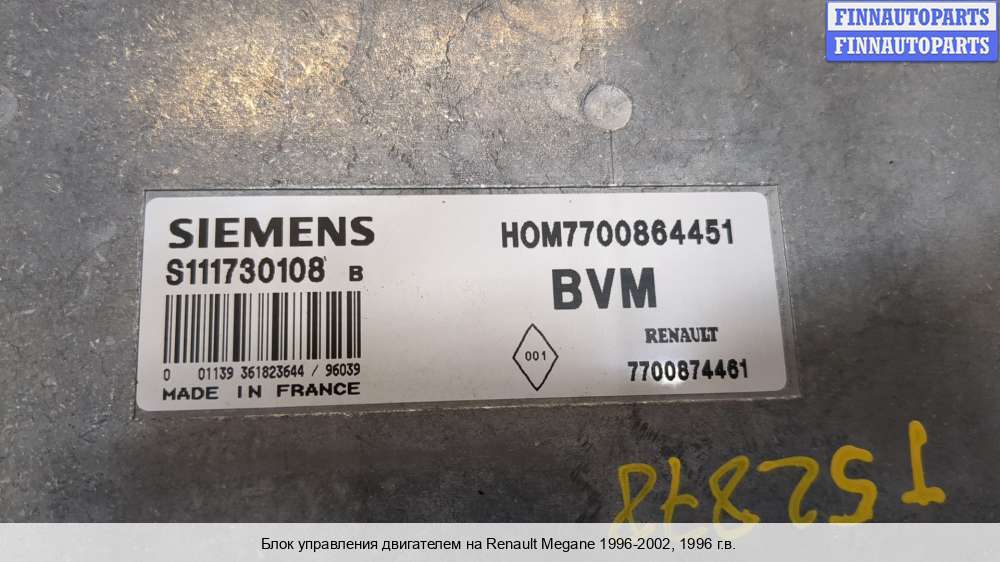 FINNAUTOPARTS
FINNAUTOPARTS
SIEMENS
S111730108 B
0 01139 361823644 / 96039
MADE IN FRANCE
HOM7700864451
BVM
001
RENAULT
7700874461
T52878
Блок управления двигателем на Renault Megane 1996-2002, 1996 г.в.